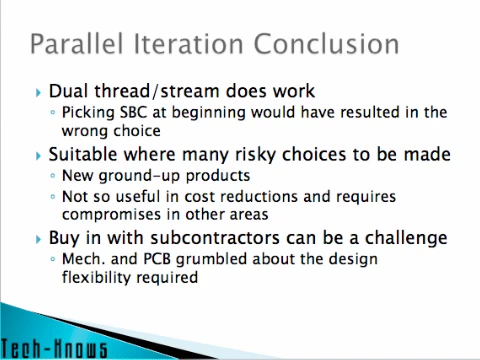 Parallel Iteration Conclusion
Dual thread/stream does work
Picking SBC at beginning would have resulted in the
wrong choice
Suitable where many risky choices to be made
New ground-up products
Not so useful in cost reductions and requires
compromises in other areas
Buy in with subcontractors can be a challenge
Mech. and PCB grumbled about the design
flexibility required
Tech-Knows